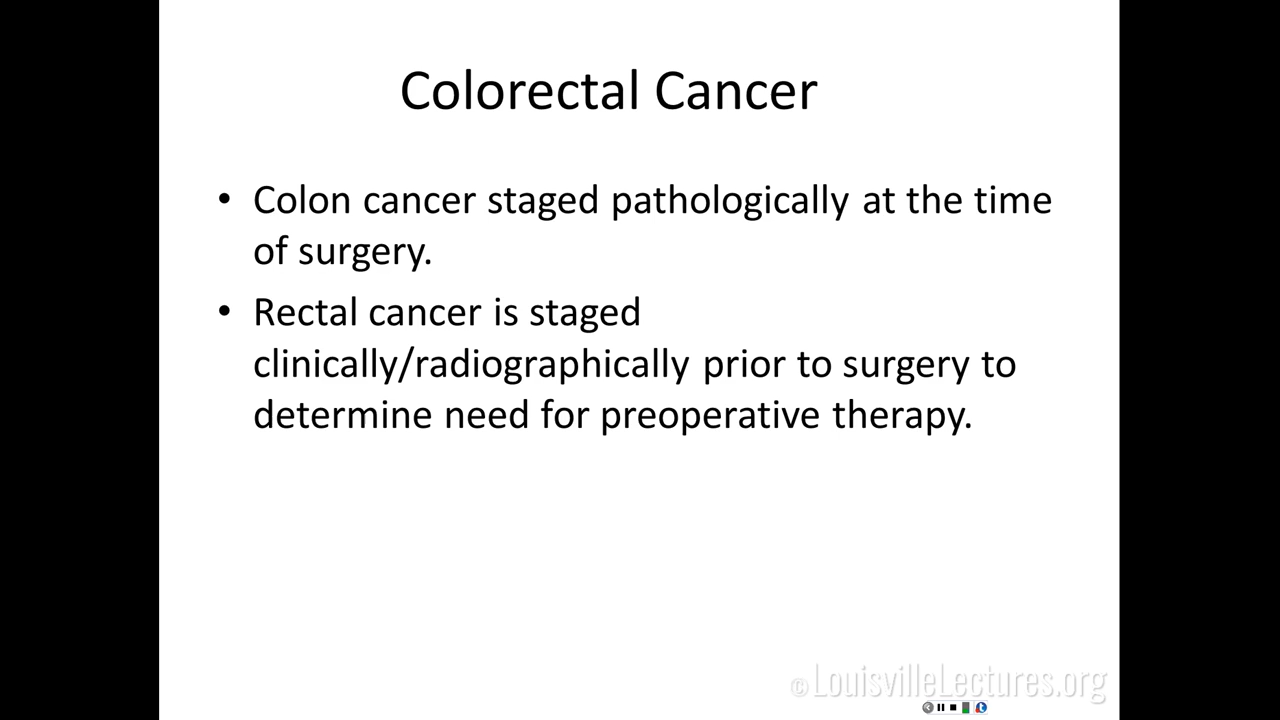 Colorectal Cancer
• Colon cancer staged pathologically at the time
of surgery.
• Rectal cancer is staged
clinically/radiographically prior to surgery to
determine need for preoperative therapy.
©LouisvilleLectures.org